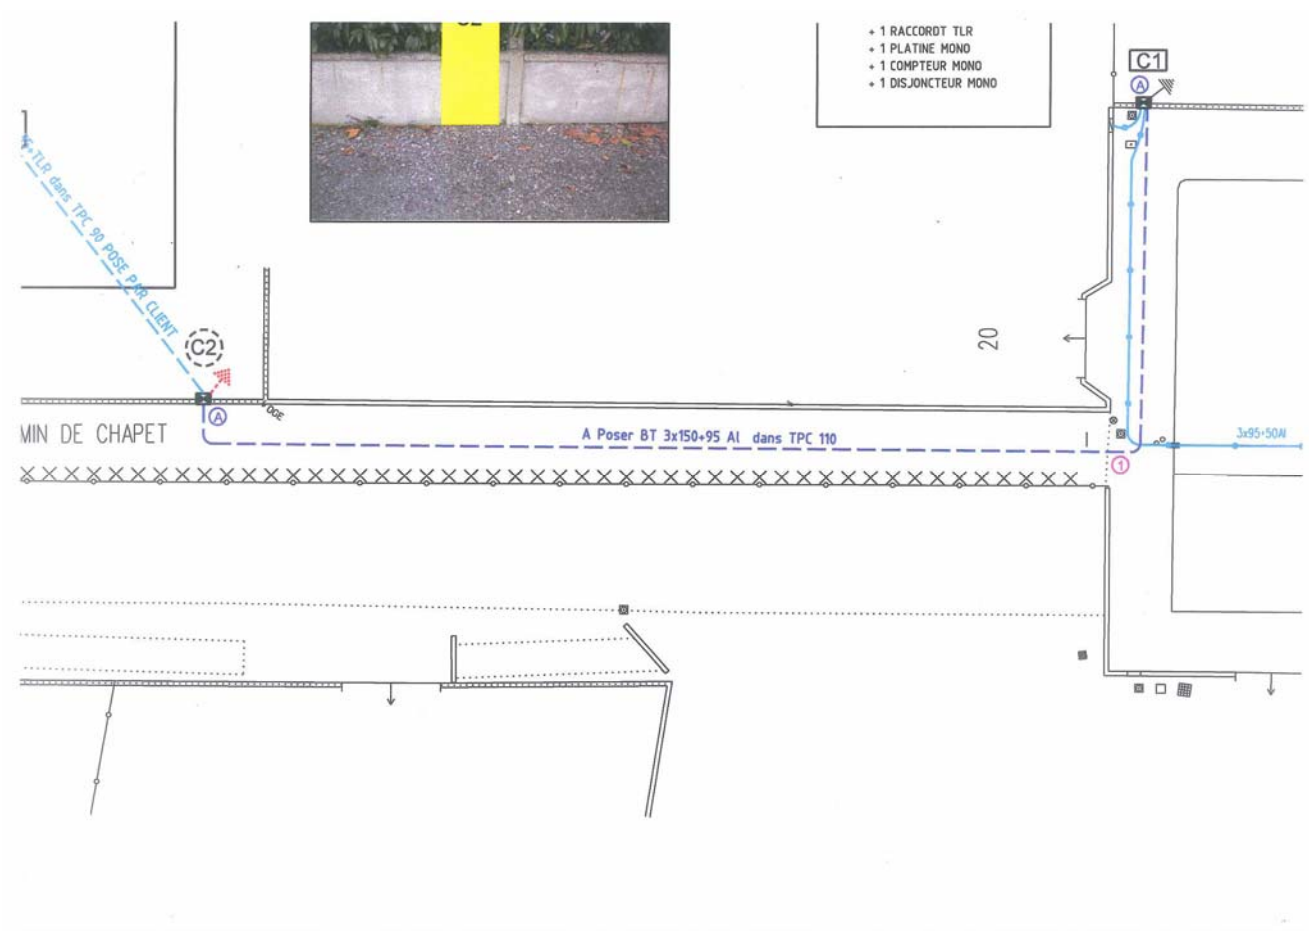 + 1 RACCORDT TLR
+ 1 PLATINE MONO
+ 1 COMPTEUR MONO
+ 1 DISJONCTEUR MONO
C1
A
+TLR dans TPC 90 POSE PAR CLIENT
C2
20
A
DGE
MIN DE CHAPET
A Poser BT 3x150+95 Al dans TPC 110
3x95+50Al
1